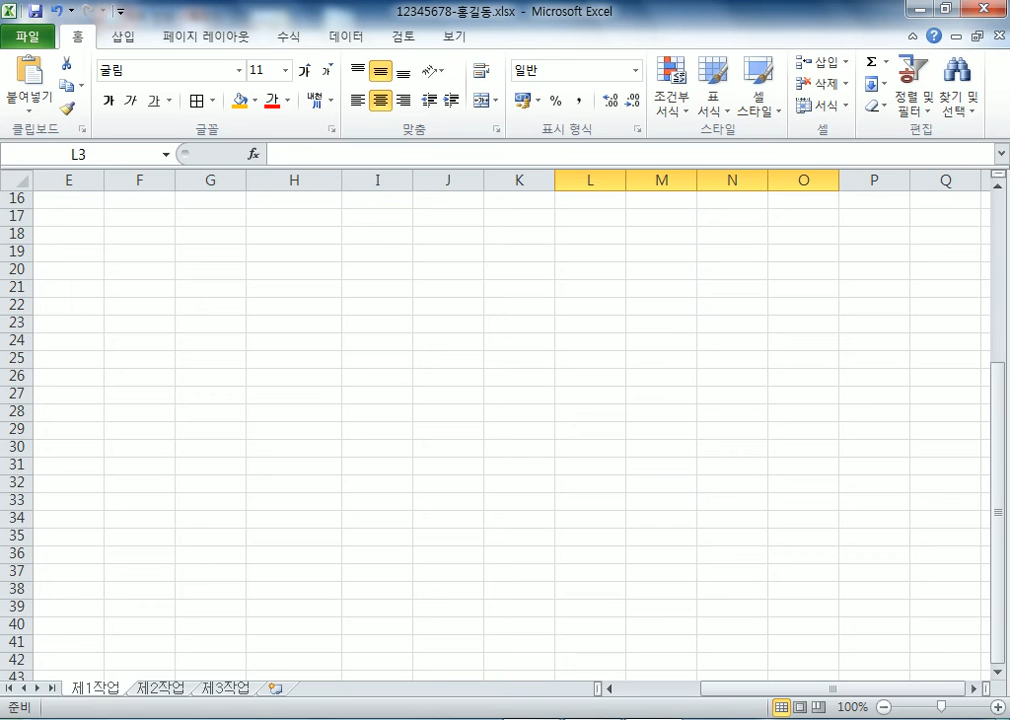 12345678-홍길동.xlsx - Microsoft Excel
파일 홈 삽입 페이지 레이아웃 수식 데이터 검토 보기
붙여넣기
클립보드
굴림 11 가 가
가 가 가 가 내천
글꼴
맞춤
일반
% ,
표시 형식
조건부 서식
표 서식
셀 스타일
스타일
삽입
삭제
서식
셀
Σ
정렬 및 필터
찾기 및 선택
편집
L3 fx
E F G H I J K L M N O P Q
16
17
18
19
20
21
22
23
24
25
26
27
28
29
30
31
32
33
34
35
36
37
38
39
40
41
42
43
제1작업 제2작업 제3작업
준비 100%